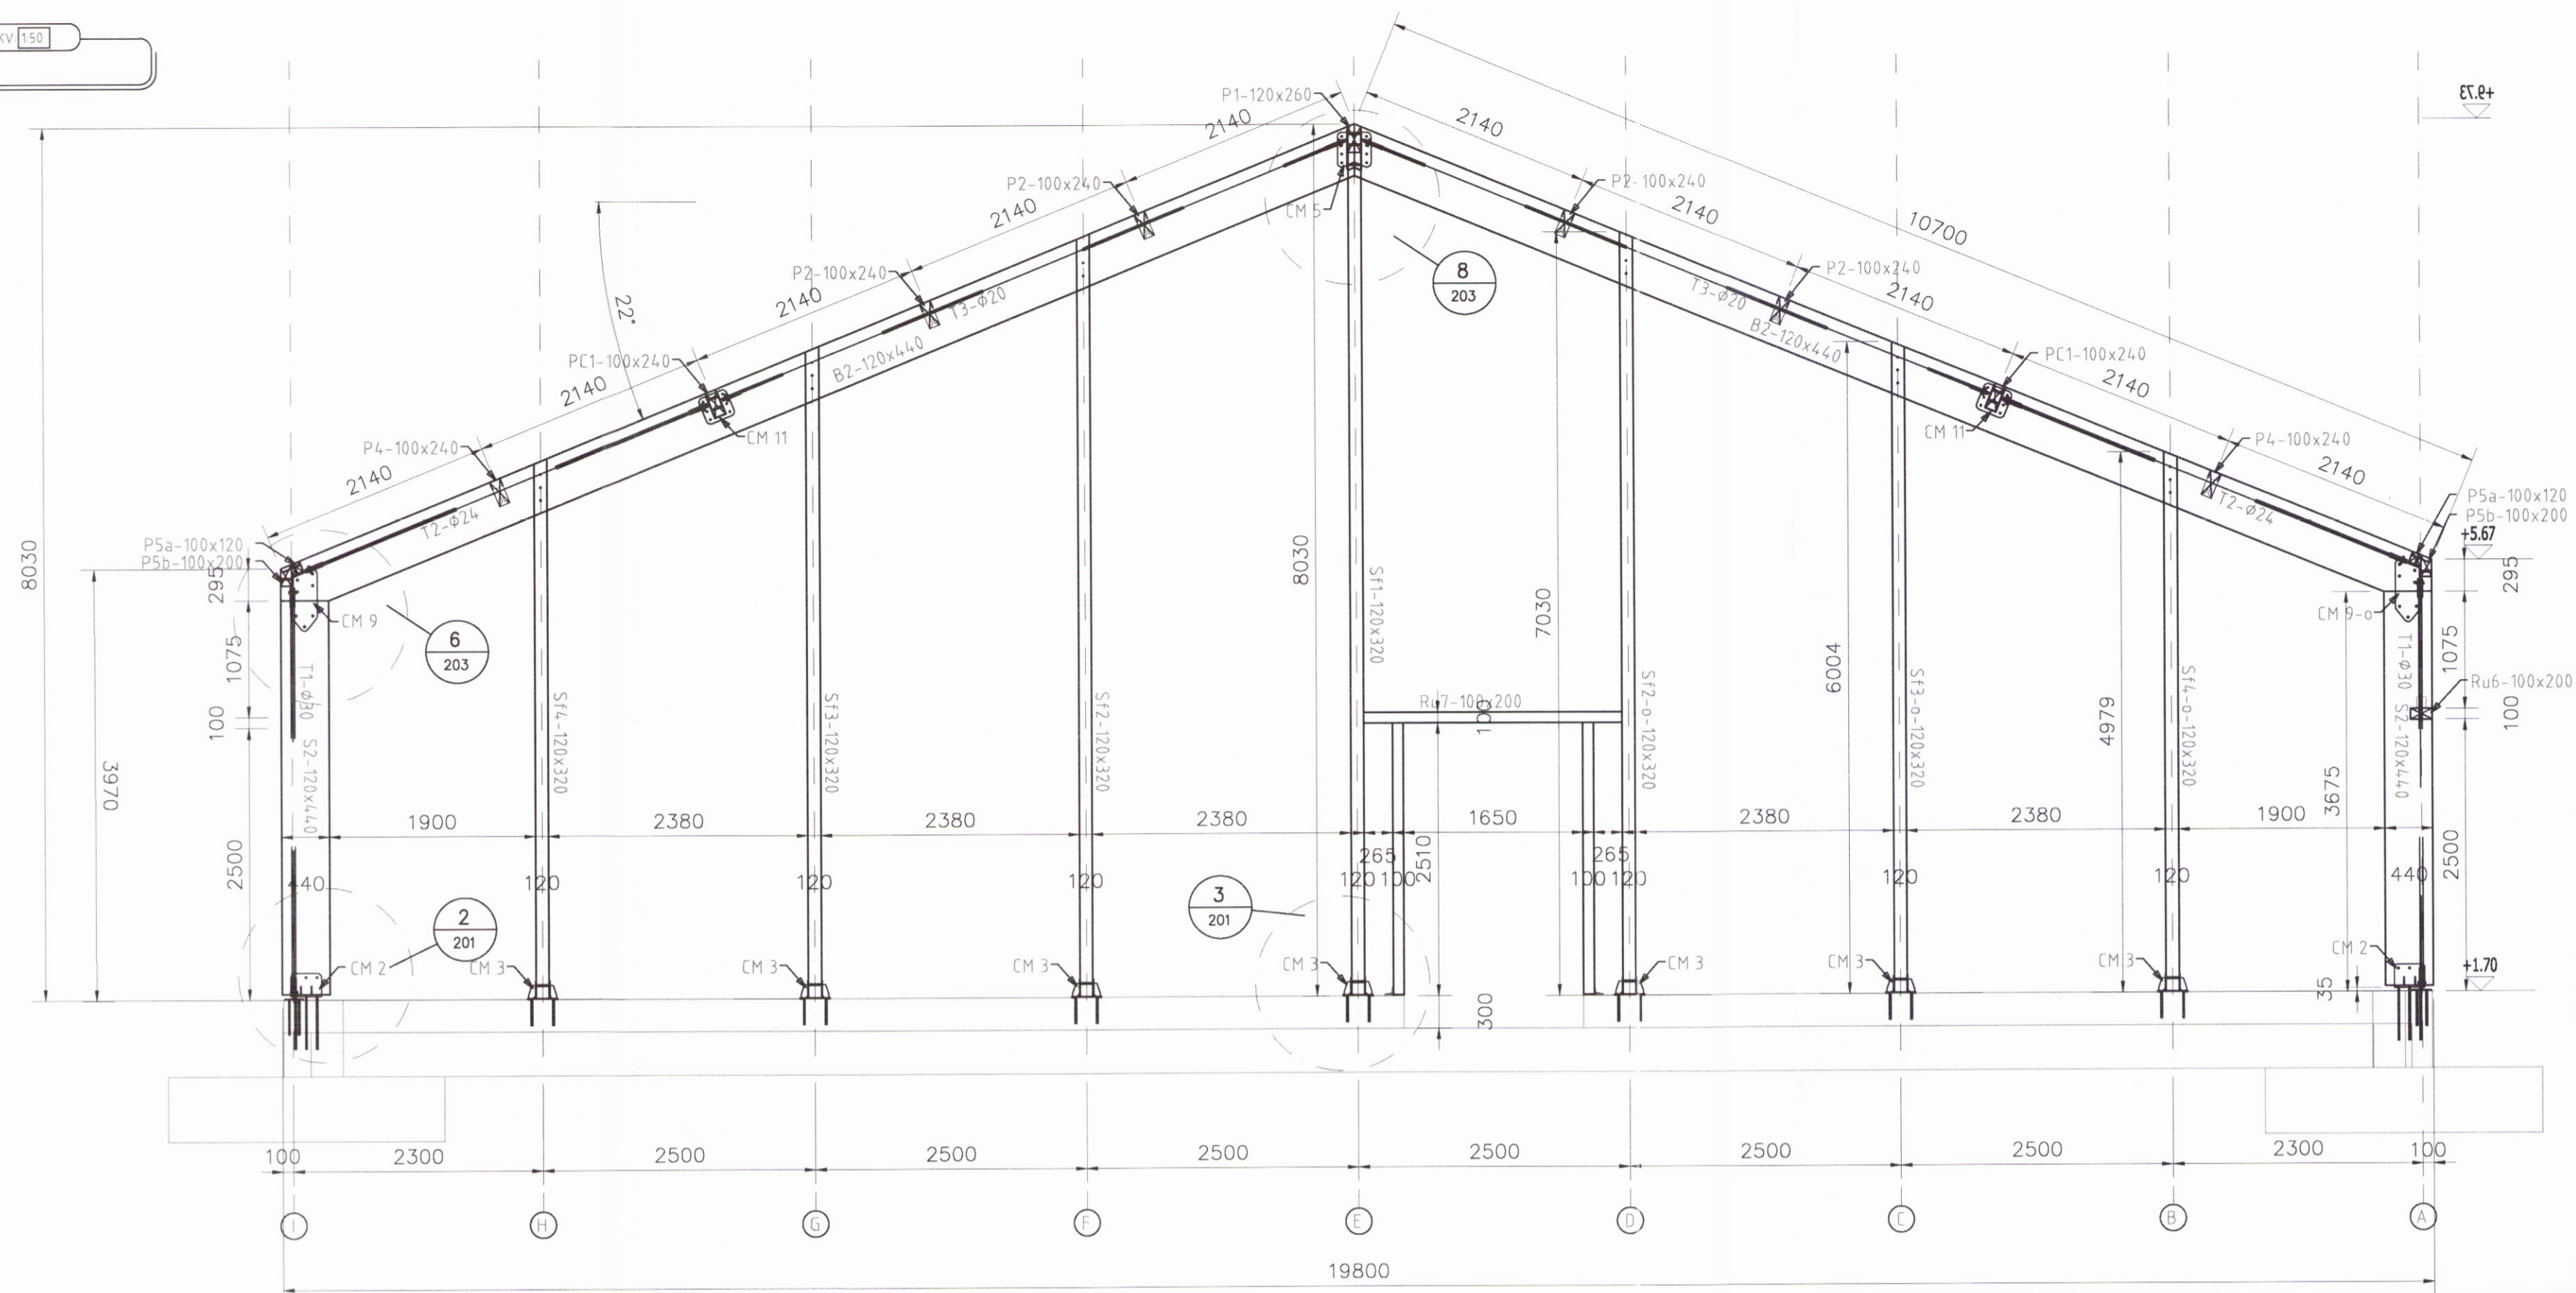 KV 1:50
+9.73
P1-120x260
2140
2140
P2-100x240
P2-100x240
10700
2140
2140
CM 5
8
203
P2-100x240
P2-100x240
2140
2140
T3-Φ20
T3-Φ20
22°
B2-120x440
B2-120x440
PC1-100x240
PC1-100x240
2140
2140
CM 11
CM 11
P4-100x240
P4-100x240
2140
2140
T2-Φ24
T2-Φ24
P5a-100x120
P5b-100x200
P5a-100x120
P5b-100x200
+5.67
8030
295
8030
Sf1-120x320
7030
295
CM 9
CM 9-o
6
203
1075
1075
T1-Φ30 S2-120x440
T1-Φ30 S2-120x440
6004
Ru6-100x200
100
100
Ru7-100x200
100
Sf4-120x320
Sf3-120x320
Sf2-120x320
Sf2-o-120x320
Sf3-o-120x320
Sf4-o-120x320
4979
3970
3675
1900
2380
2380
2380
1650
2380
2380
1900
2500
265
2510
265
2500
440
120
120
120
120
100
100
120
120
120
440
2
201
3
201
CM 2
CM 3
CM 3
CM 3
CM 3
CM 3
CM 3
CM 3
CM 2
+1.70
35
300
100
2300
2500
2500
2500
2500
2500
2500
2300
100
I
H
G
F
E
D
C
B
A
19800